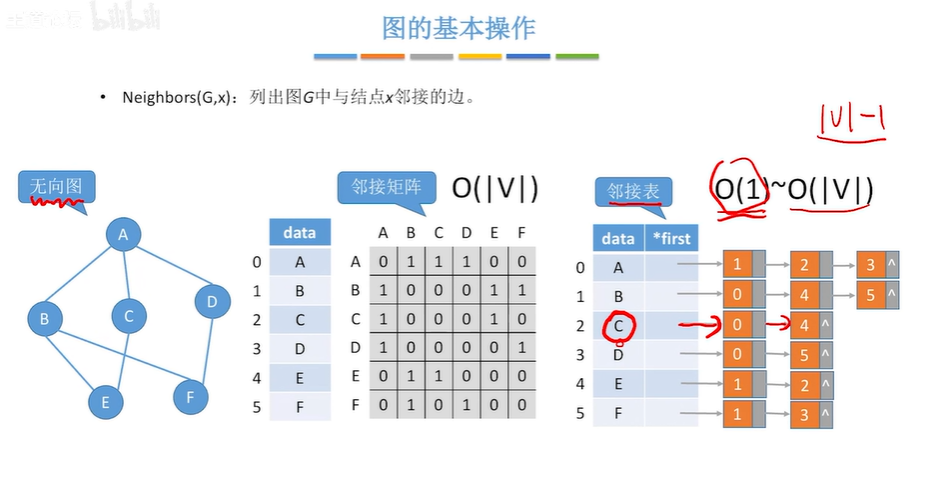 bilibili
图的基本操作
• Neighbors(G,x)：列出图G中与结点x邻接的边。
|V|-1
无向图
邻接矩阵 O(|V|)
邻接表 O(1)~O(|V|)
A
B
C
D
E
F
data
0 A
1 B
2 C
3 D
4 E
5 F
A B C D E F
A 0 1 1 1 0 0
B 1 0 0 0 1 1
C 1 0 0 0 1 0
D 1 0 0 0 0 1
E 0 1 1 0 0 0
F 0 1 0 1 0 0
data *first
0 A 1 2 3 ^
1 B 0 4 5 ^
2 C 0 4 ^
3 D 0 5 ^
4 E 1 2 ^
5 F 1 3 ^